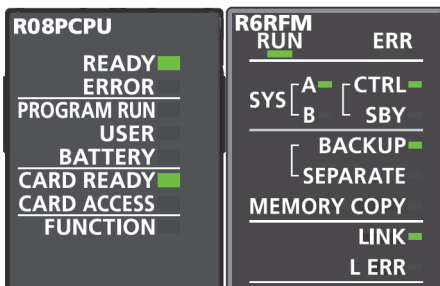 R08PCPU
READY
ERROR
PROGRAM RUN
USER
BATTERY
CARD READY
CARD ACCESS
FUNCTION
R6RFM
RUN ERR
SYS A CTRL
B SBY
BACKUP
SEPARATE
MEMORY COPY
LINK
L ERR